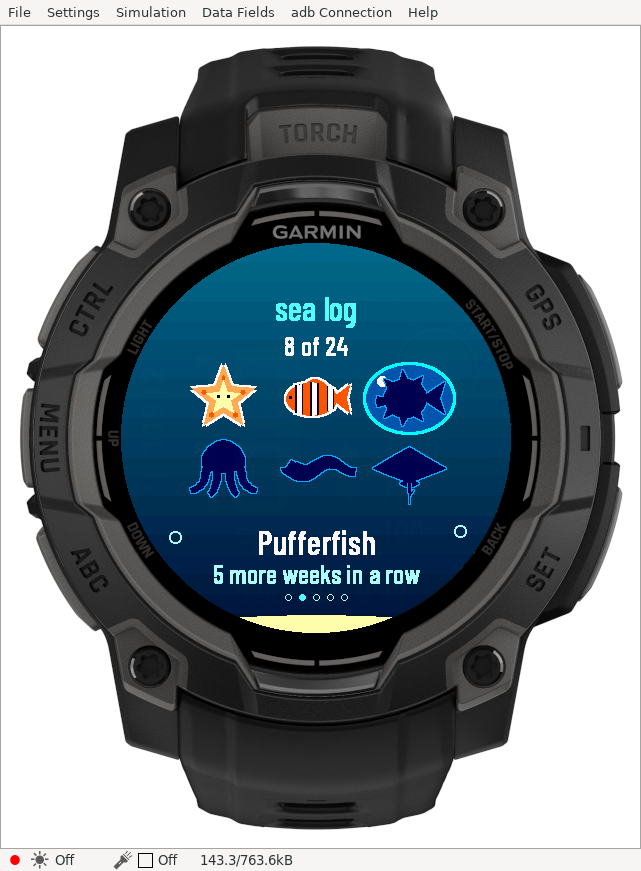 File Settings Simulation Data Fields adb Connection Help
TORCH
GARMIN
CTRL
LIGHT
GPS
START/STOP
sea log
8 of 24
MENU
UP
DOWN
BACK
ABC
SET
Pufferfish
5 more weeks in a row
Off Off 143.3/763.6kB